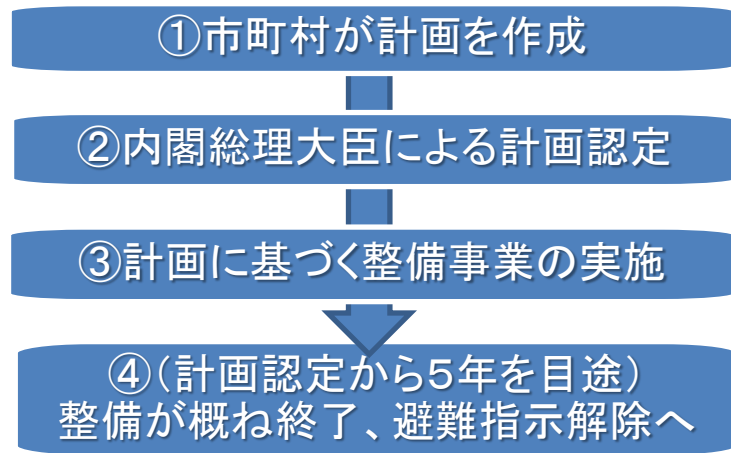 ①市町村が計画を作成
②内閣総理大臣による計画認定
③計画に基づく整備事業の実施
④(計画認定から5年を目途)
整備が概ね終了、避難指示解除へ